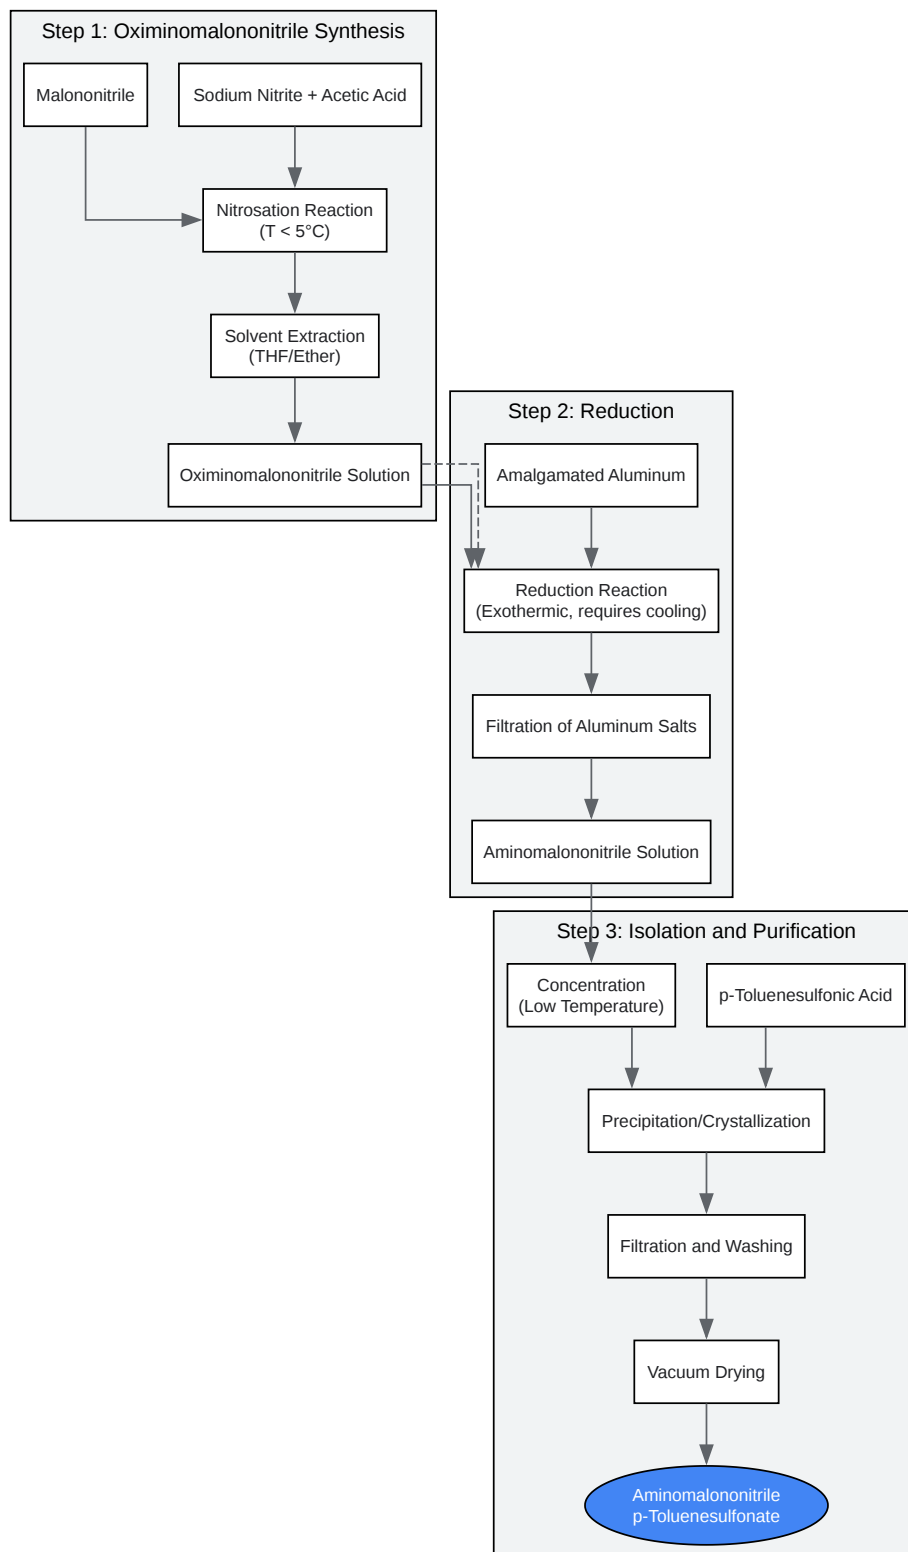 Step 1: Oximinomalononitrile Synthesis
Malononitrile
Sodium Nitrite + Acetic Acid
Nitrosation Reaction
(T < 5°C)
Solvent Extraction
(THF/Ether)
Oximinomalononitrile Solution
Step 2: Reduction
Amalgamated Aluminum
Reduction Reaction
(Exothermic, requires cooling)
Filtration of Aluminum Salts
Aminomalononitrile Solution
Step 3: Isolation and Purification
Concentration
(Low Temperature)
p-Toluenesulfonic Acid
Precipitation/Crystallization
Filtration and Washing
Vacuum Drying
Aminomalononitrile
p-Toluenesulfonate